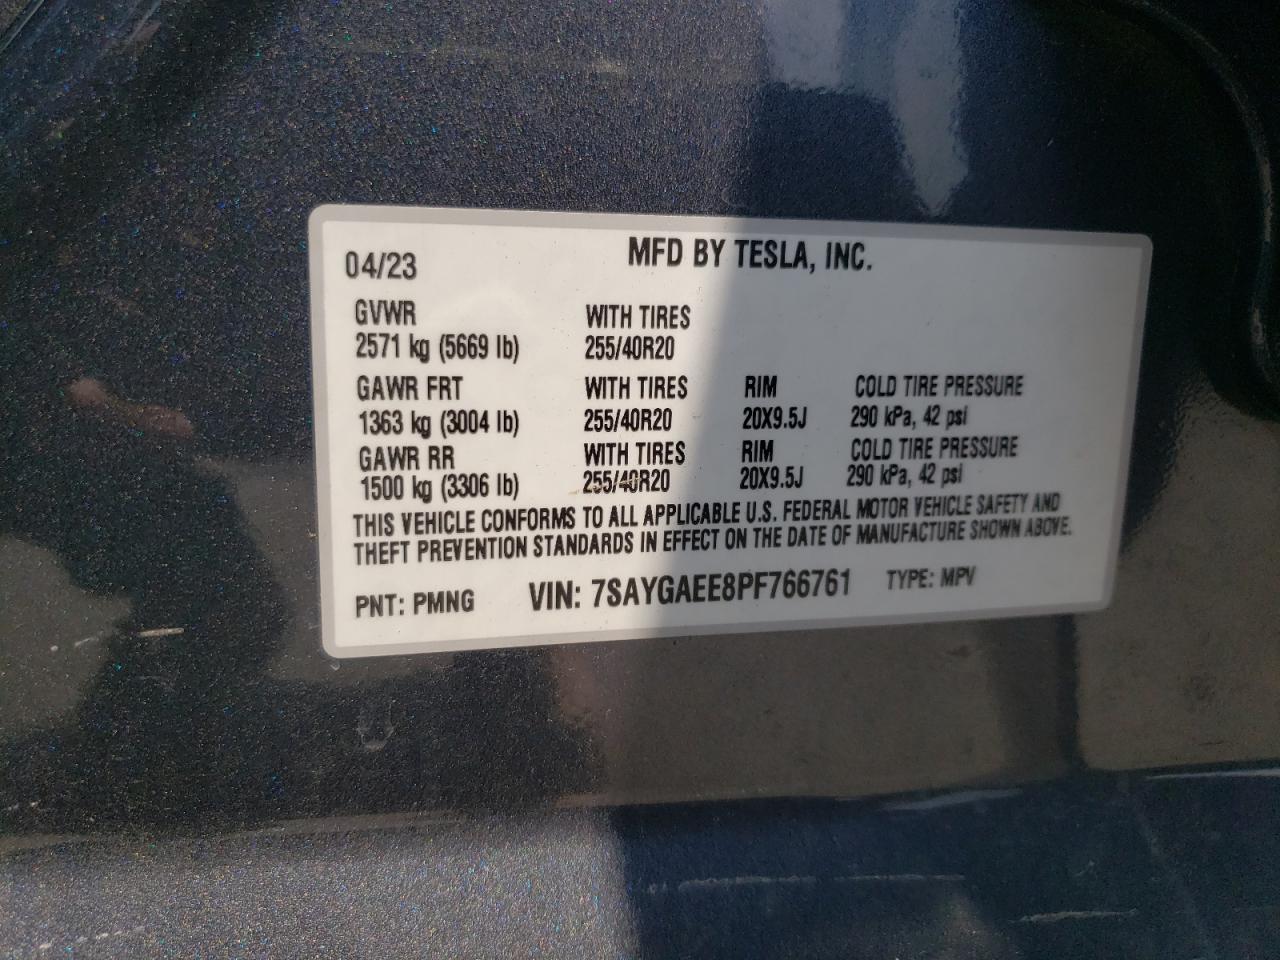 04/23 MFD BY TESLA, INC.
GVWR WITH TIRES
2571 kg (5669 lb) 255/40R20
GAWR FRT WITH TIRES RIM COLD TIRE PRESSURE
1363 kg (3004 lb) 255/40R20 20X9.5J 290 kPa, 42 psi
GAWR RR WITH TIRES RIM COLD TIRE PRESSURE
1500 kg (3306 lb) 255/40R20 20X9.5J 290 kPa, 42 psi
THIS VEHICLE CONFORMS TO ALL APPLICABLE U.S. FEDERAL MOTOR VEHICLE SAFETY AND
THEFT PREVENTION STANDARDS IN EFFECT ON THE DATE OF MANUFACTURE SHOWN ABOVE.
PNT: PMNG VIN: 7SAYGAEE8PF766761 TYPE: MPV